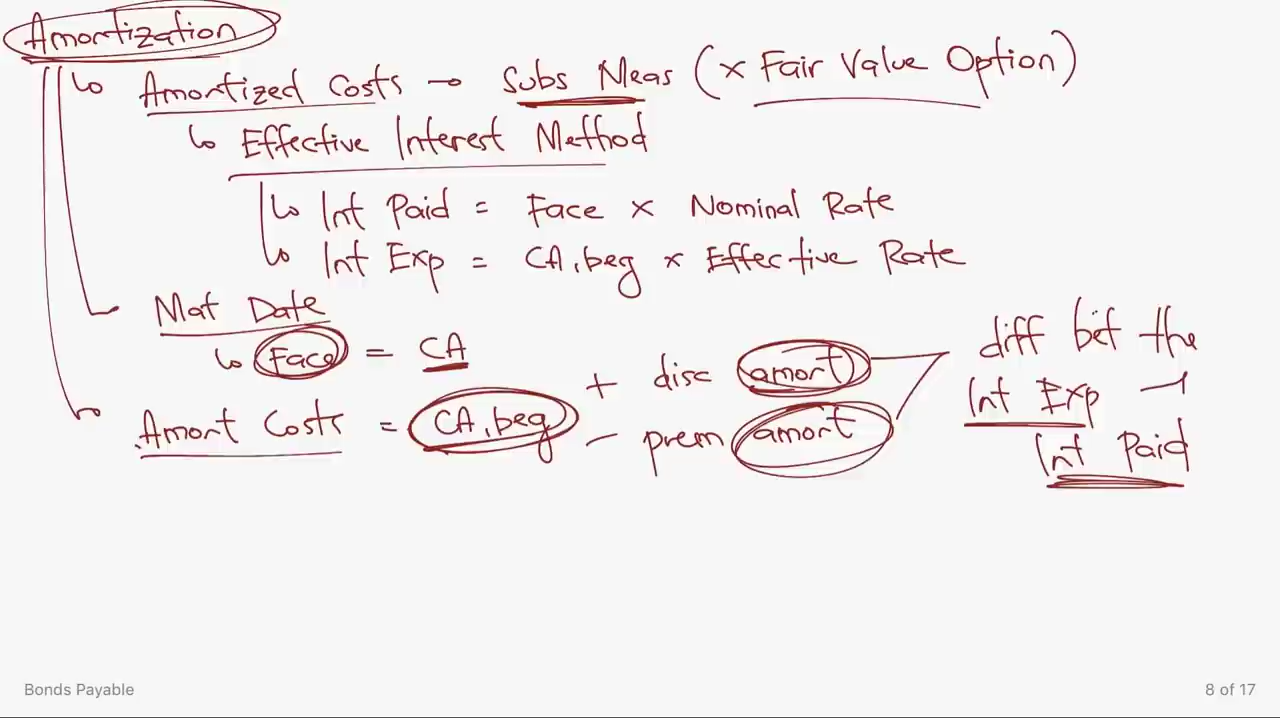 Amortization
↳ Amortized Costs → Subs Meas (x Fair Value Option)
↳ Effective Interest Method
↳ Int Paid = Face x Nominal Rate
↳ Int Exp = CA, beg x Effective Rate
Mat Date
↳ Face = CA
Amort Costs = CA, beg
+ disc amort
- prem amort
diff bet the
Int Exp →
Int Paid
Bonds Payable
8 of 17